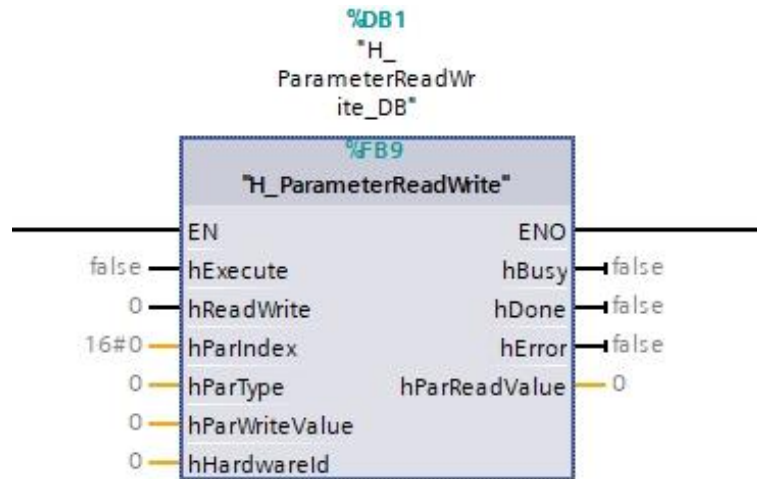 %DB1
"H_
ParameterReadWr
ite_DB"
%FB9
"H_ParameterReadWrite"
EN ENO
false hExecute hBusy false
0 hReadWrite hDone false
16#0 hParIndex hError false
0 hParType hParReadValue 0
0 hParWriteValue
0 hHardwareId